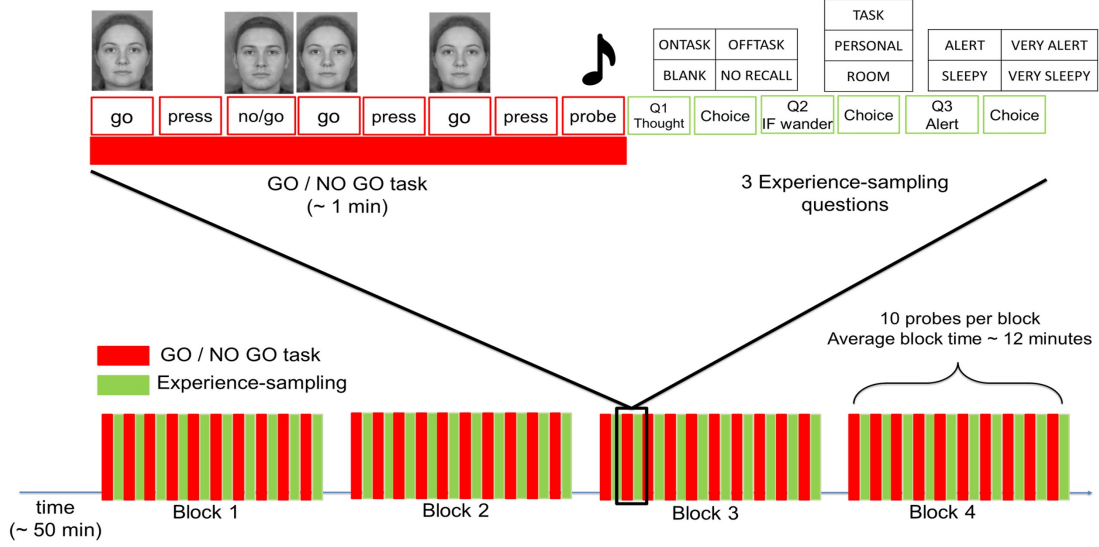 TASK
ONTASK OFFTASK PERSONAL ALERT VERY ALERT
BLANK NO RECALL ROOM SLEEPY VERY SLEEPY
go press no/go go press go press probe Q1 Thought Choice Q2 IF wander Choice Q3 Alert Choice
GO / NO GO task
(~ 1 min)
3 Experience-sampling
questions
10 probes per block
Average block time ~ 12 minutes
GO / NO GO task
Experience-sampling
time
(~ 50 min)
Block 1 Block 2 Block 3 Block 4